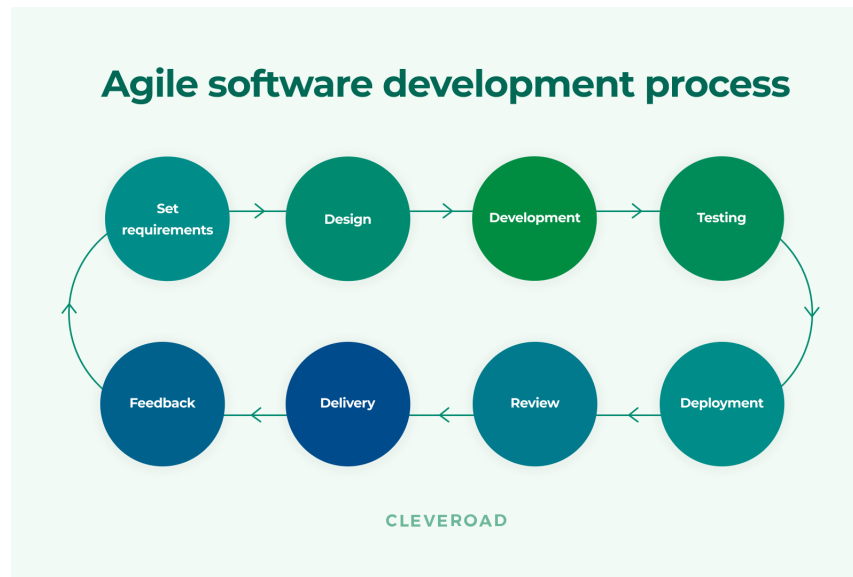 Agile software development process
Set
requirements
Design
Development
Testing
Feedback
Delivery
Review
Deployment
CLEVEROAD